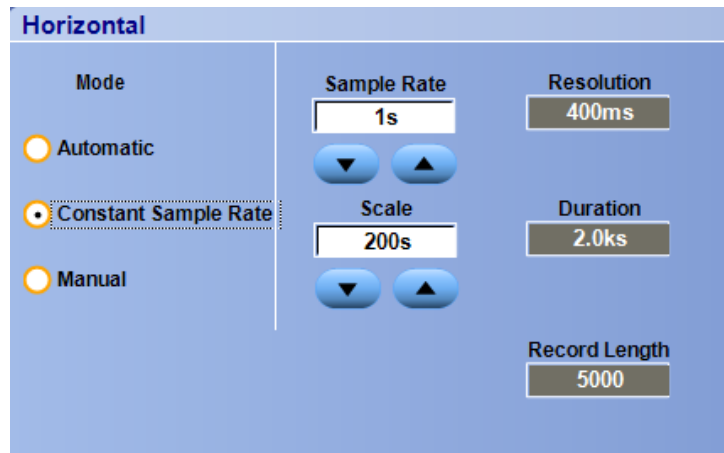 Horizontal
Mode
Automatic
Constant Sample Rate
Manual
Sample Rate
1s
Scale
200s
Resolution
400ms
Duration
2.0ks
Record Length
5000